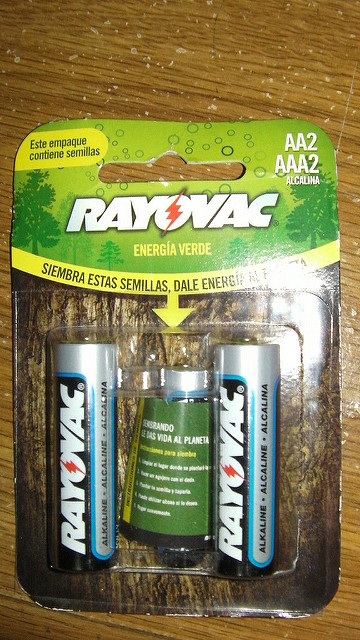 Este empaque
contiene semillas
AA2
AAA2
ALCALINA
RAYOVAC
ENERGÍA VERDE
SIEMBRA ESTAS SEMILLAS, DALE ENERGÍA AL
RAYOVAC®
ALKALINE • ALCALINE • ALCALINA
SEMBRANDO
LE DAS VIDA AL PLANETA
para siembra
RAYOVAC®
ALKALINE • ALCALINE • ALCALINA